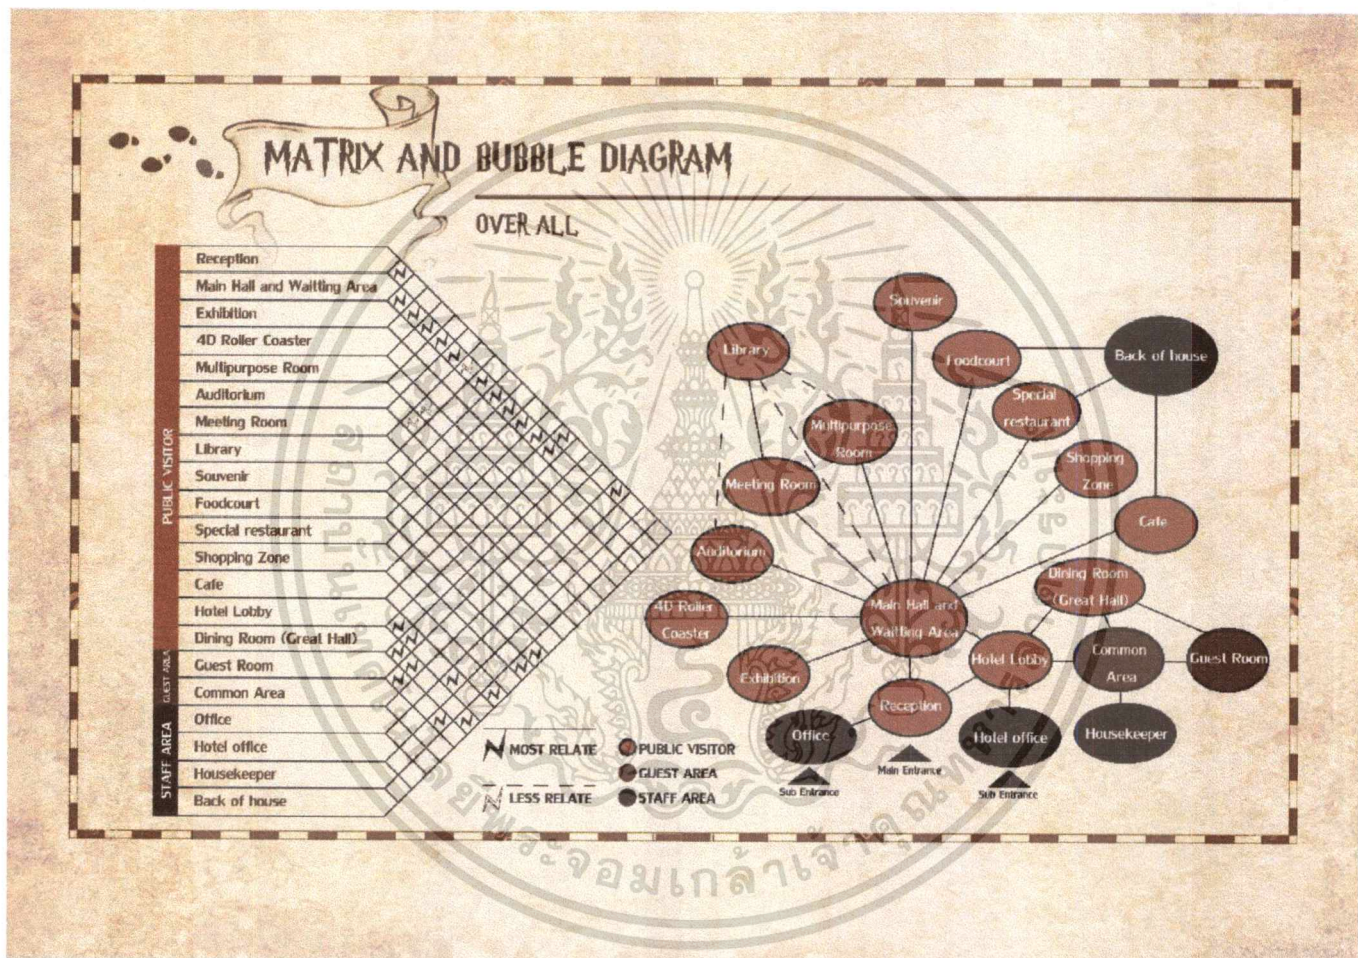 MATRIX AND BUBBLE DIAGRAM
OVER ALL
Reception
Main Hall and Waitting Area
Exhibition
4D Roller Coaster
Multipurpose Room
Auditorium
Meeting Room
Library
Souvenir
Foodcourt
Special restaurant
Shopping Zone
Cafe
Hotel Lobby
Dining Room (Great Hall)
Guest Room
Common Area
Office
Hotel office
Housekeeper
Back of house
PUBLIC VISITOR
GUEST AREA
STAFF AREA
MOST RELATE
LESS RELATE
PUBLIC VISITOR
GUEST AREA
STAFF AREA
Souvenir
Library
Foodcourt
Back of house
Special
restaurant
Multipurpose
Room
Shopping
Zone
Meeting Room
Cafe
Auditorium
Dining Room
(Great Hall)
4D Roller
Coaster
Main Hall and
Waitting Area
Hotel Lobby
Common
Area
Guest Room
Exhibition
Reception
Office
Hotel office
Housekeeper
Main Entrance
Sub Entrance
Sub Entrance